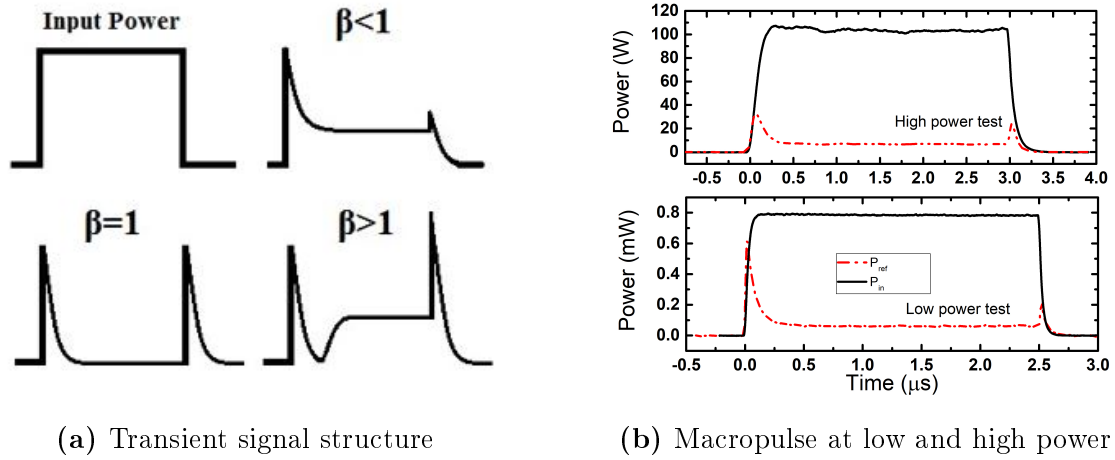 Input Power
β<1
β=1
β>1
Power (W)
120
100
80
60
40
20
0
High power test
-0.5 0.0 0.5 1.0 1.5 2.0 2.5 3.0 3.5 4.0
Power (mW)
0.8
0.6
0.4
0.2
0.0
P_ref
P_in
Low power test
-0.5 0.0 0.5 1.0 1.5 2.0 2.5 3.0
Time (μs)
(a) Transient signal structure
(b) Macropulse at low and high power